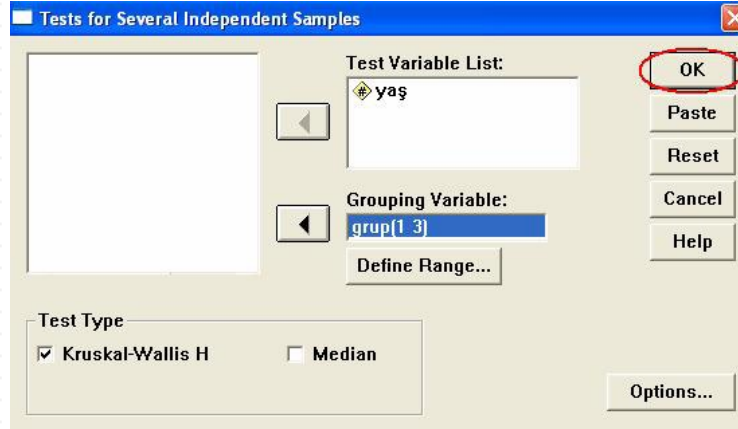 Tests for Several Independent Samples
Test Variable List:
yaş
Grouping Variable:
grup(1 3)
Define Range...
OK
Paste
Reset
Cancel
Help
Test Type
Kruskal-Wallis H
Median
Options...